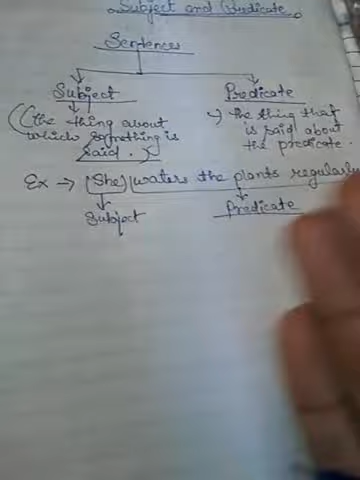 Subject and Predicate
Sentences
Subject
Predicate
(The thing about
which something is
said.)
→ The thing that
is said about
the predicate.
Ex → (She) waters the plants regularly
Subject
Predicate